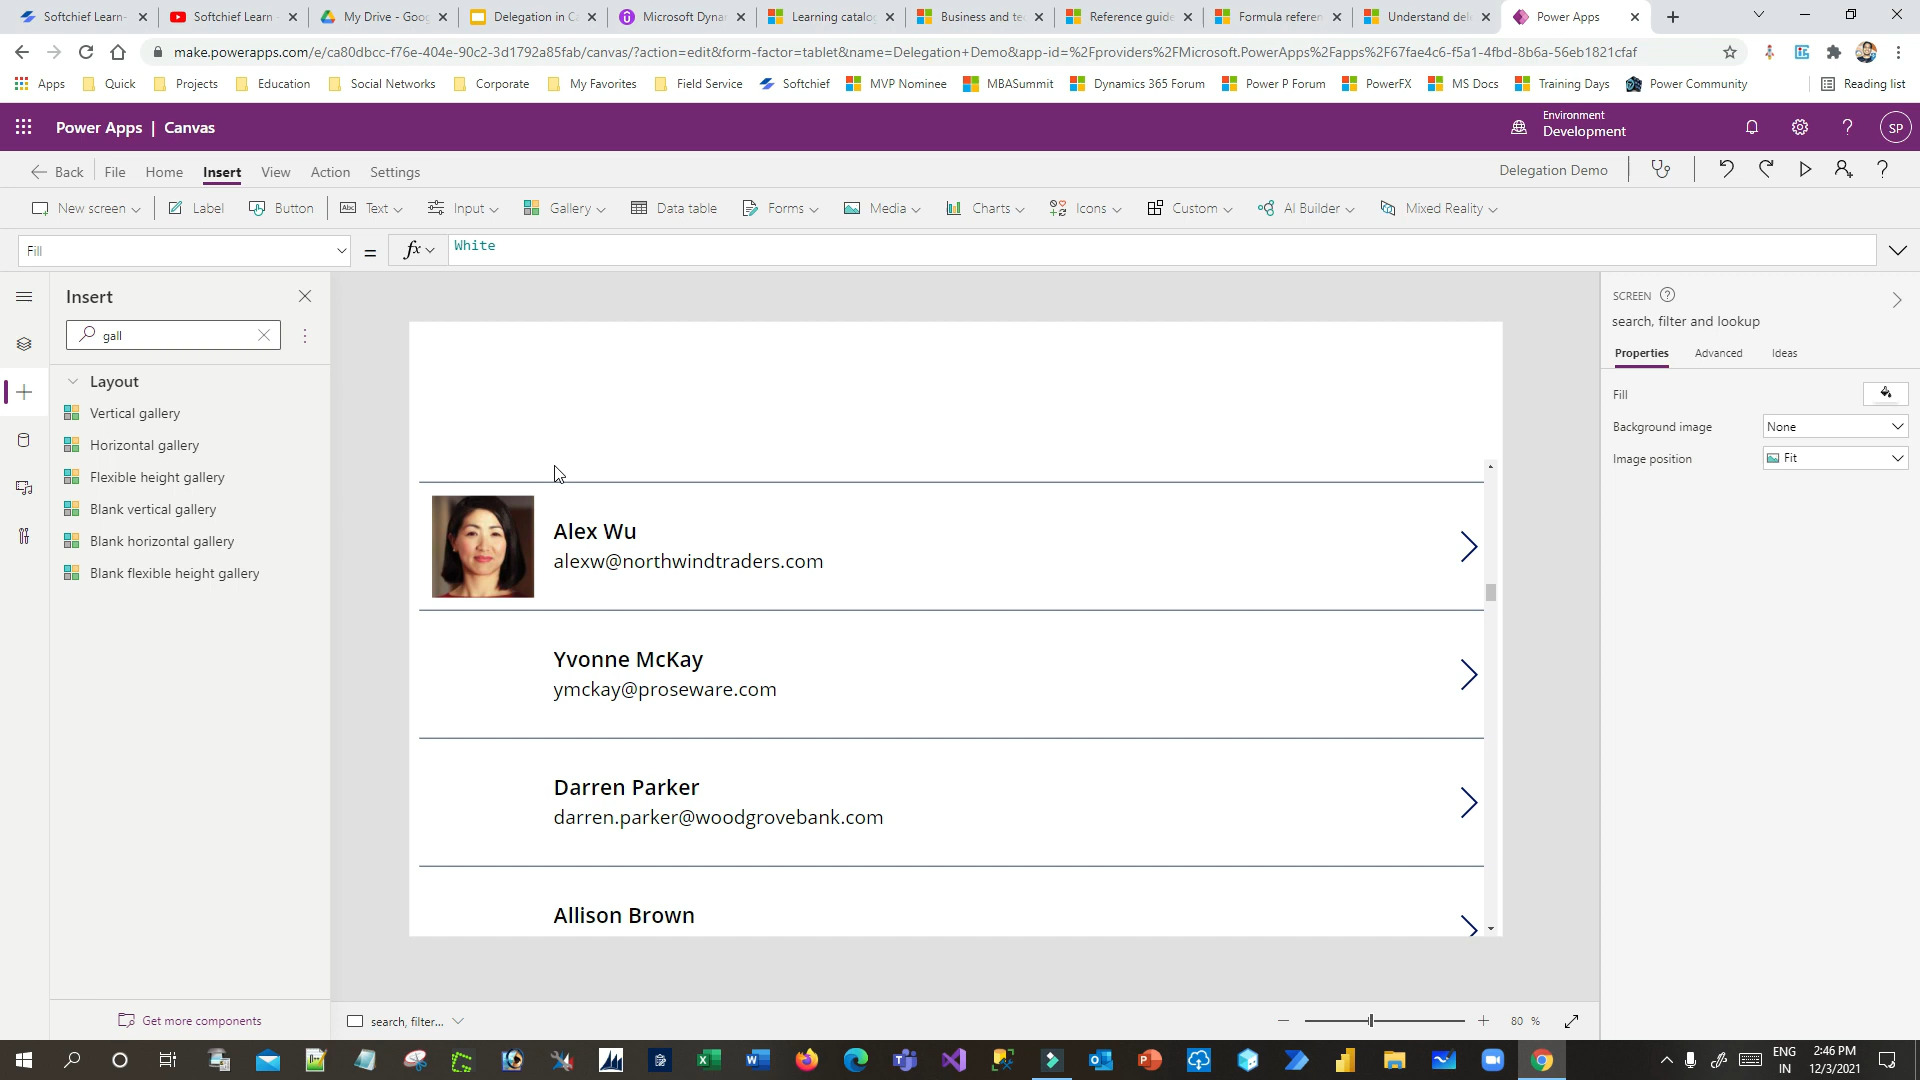 Softchief Learn-
Softchief Learn -
My Drive - Goog
Delegation in Ca
Microsoft Dynar
Learning catalog
Business and te
Reference guide
Formula referen
Understand del
Power Apps
make.powerapps.com/e/ca80dbcc-f76e-404e-90c2-3d1792a85fab/canvas/?action=edit&form-factor=tablet&name=Delegation+Demo&app-id=%2Fproviders%2FMicrosoft.PowerApps%2Fapps%2F67fae4c6-f5a1-4fbd-8b6a-56eb1821cfaf
Apps
Quick
Projects
Education
Social Networks
Corporate
My Favorites
Field Service
Softchief
MVP Nominee
MBASummit
Dynamics 365 Forum
Power P Forum
PowerFX
MS Docs
Training Days
Power Community
Reading list
Power Apps | Canvas
Environment
Development
SP
Back
File
Home
Insert
View
Action
Settings
Delegation Demo
New screen
Label
Button
Text
Input
Gallery
Data table
Forms
Media
Charts
Icons
Custom
AI Builder
Mixed Reality
Fill
=
fx
White
Insert
gall
Layout
Vertical gallery
Horizontal gallery
Flexible height gallery
Blank vertical gallery
Blank horizontal gallery
Blank flexible height gallery
Get more components
Alex Wu
alexw@northwindtraders.com
Yvonne McKay
ymckay@proseware.com
Darren Parker
darren.parker@woodgrovebank.com
Allison Brown
SCREEN
search, filter and lookup
Properties
Advanced
Ideas
Fill
Background image
None
Image position
Fit
search, filter...
80 %
ENG
IN
2:46 PM
12/3/2021